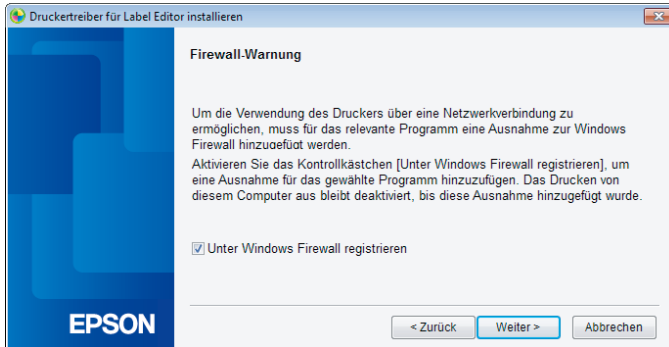 Druckertreiber für Label Editor installieren
Firewall-Warnung
Um die Verwendung des Druckers über eine Netzwerkverbindung zu
ermöglichen, muss für das relevante Programm eine Ausnahme zur Windows
Firewall hinzugefügt werden.
Aktivieren Sie das Kontrollkästchen [Unter Windows Firewall registrieren], um
eine Ausnahme für das gewählte Programm hinzuzufügen. Das Drucken von
diesem Computer aus bleibt deaktiviert, bis diese Ausnahme hinzugefügt wurde.
Unter Windows Firewall registrieren
EPSON
< Zurück Weiter > Abbrechen